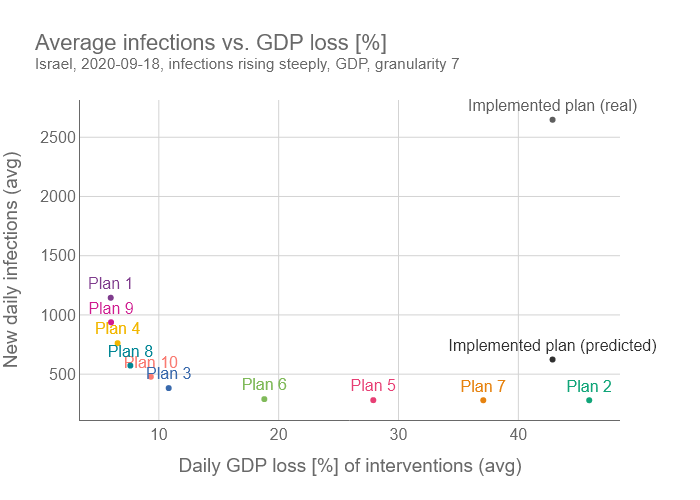 Average infections vs. GDP loss [%]
Israel, 2020-09-18, infections rising steeply, GDP, granularity 7
Implemented plan (real)
2500
2000
1500
1000
500
New daily infections (avg)
Plan 1
Plan 9
Plan 4
Plan 8
Plan 10
Plan 3
Plan 6
Plan 5
Plan 7
Plan 2
Implemented plan (predicted)
10
20
30
40
Daily GDP loss [%] of interventions (avg)